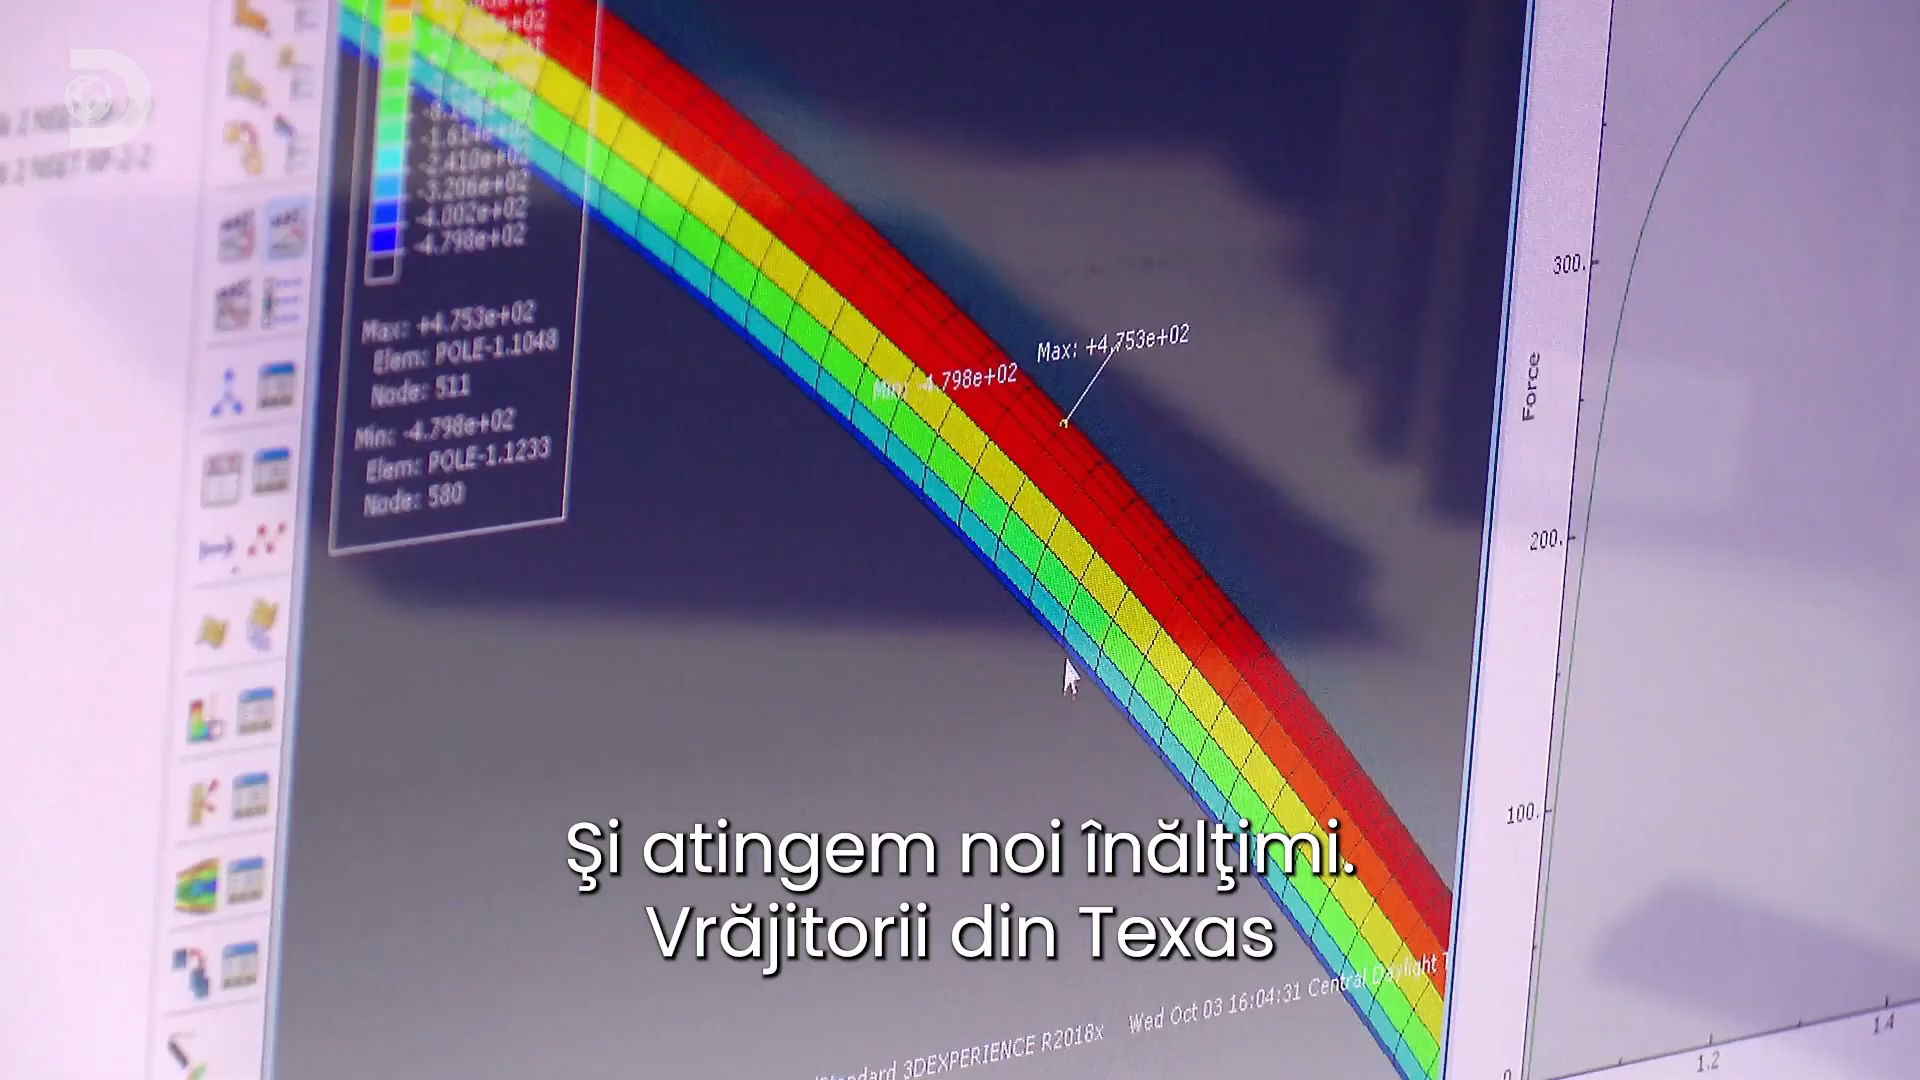 -2.410e+02
-3.206e+02
-4.002e+02
-4.798e+02
Max: +4.753e+02
Elem: POLE-1.1048
Node: 511
Min: -4.798e+02
Elem: POLE-1.1233
Node: 580
Max: +4.753e+02
Min: -4.798e+02
Force
300.
200.
100.
0
1.2
1.4
Şi atingem noi înălţimi.
Vrăjitorii din Texas
Wed Oct 03 16:04:31 Central Daylight
/Standard 3DEXPERIENCE R2018x